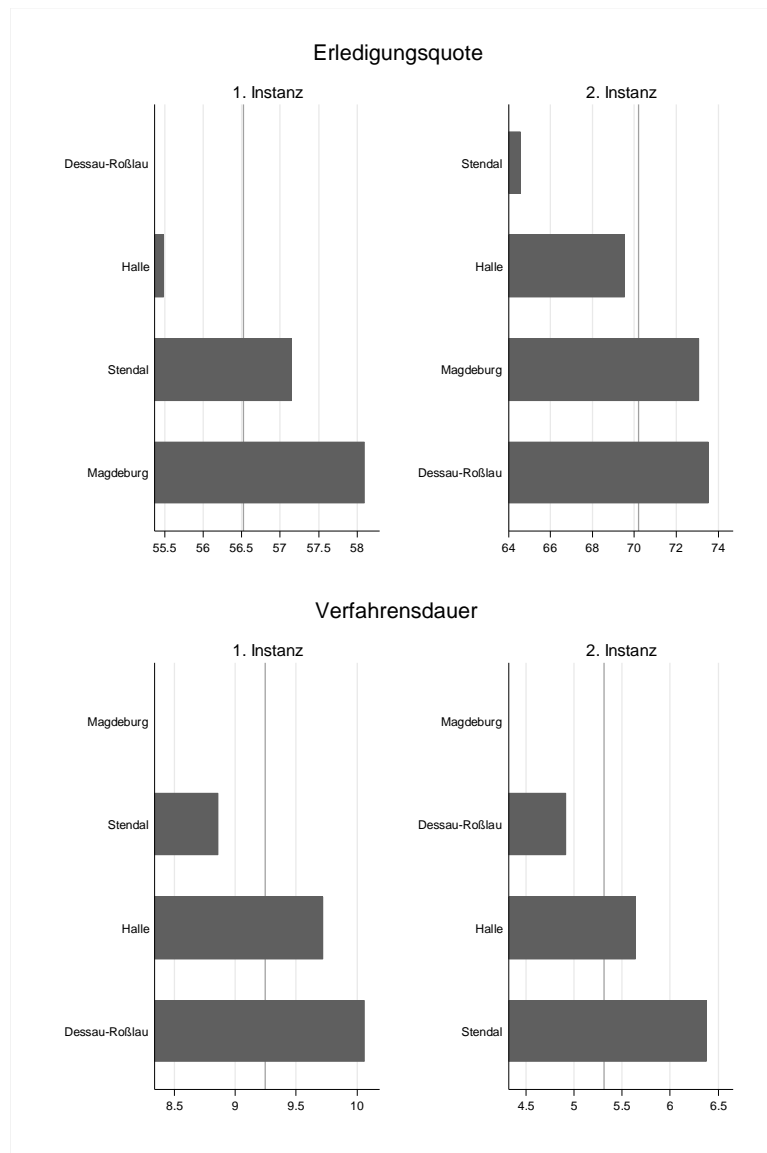 Erledigungsquote
1. Instanz
Dessau-Roßlau
Halle
Stendal
Magdeburg
55.5 56 56.5 57 57.5 58
2. Instanz
Stendal
Halle
Magdeburg
Dessau-Roßlau
64 66 68 70 72 74
Verfahrensdauer
1. Instanz
Magdeburg
Stendal
Halle
Dessau-Roßlau
8.5 9 9.5 10
2. Instanz
Magdeburg
Dessau-Roßlau
Halle
Stendal
4.5 5 5.5 6 6.5